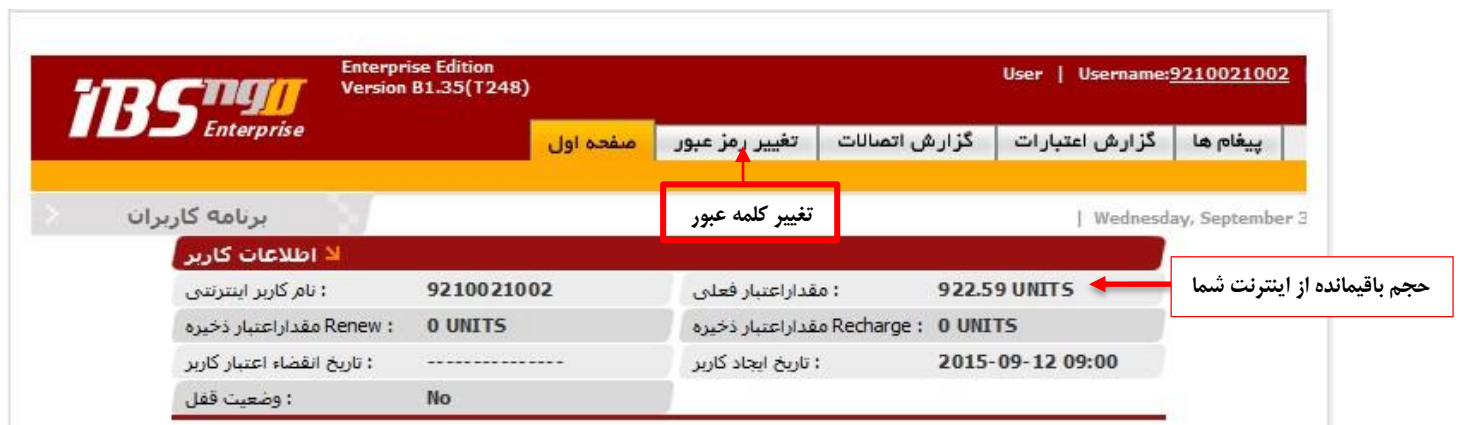 IBSng Enterprise
Enterprise Edition
Version B1.35(T248)
User | Username:9210021002 |
صفحه اول
تغییر رمز عبور
گزارش اتصالات
گزارش اعتبارات
پیغام ها
تغییر کلمه عبور
برنامه کاربران
| Wednesday, September 3
اطلاعات کاربر
نام کاربر اینترنتی : 9210021002
مقداراعتبار فعلی : 922.59 UNITS
حجم باقیمانده از اینترنت شما
مقداراعتبار ذخیره Renew : 0 UNITS
مقداراعتبار ذخیره Recharge : 0 UNITS
تاریخ انقضاء اعتبار کاربر : ---------------
تاریخ ایجاد کاربر : 2015-09-12 09:00
وضعیت قفل : No